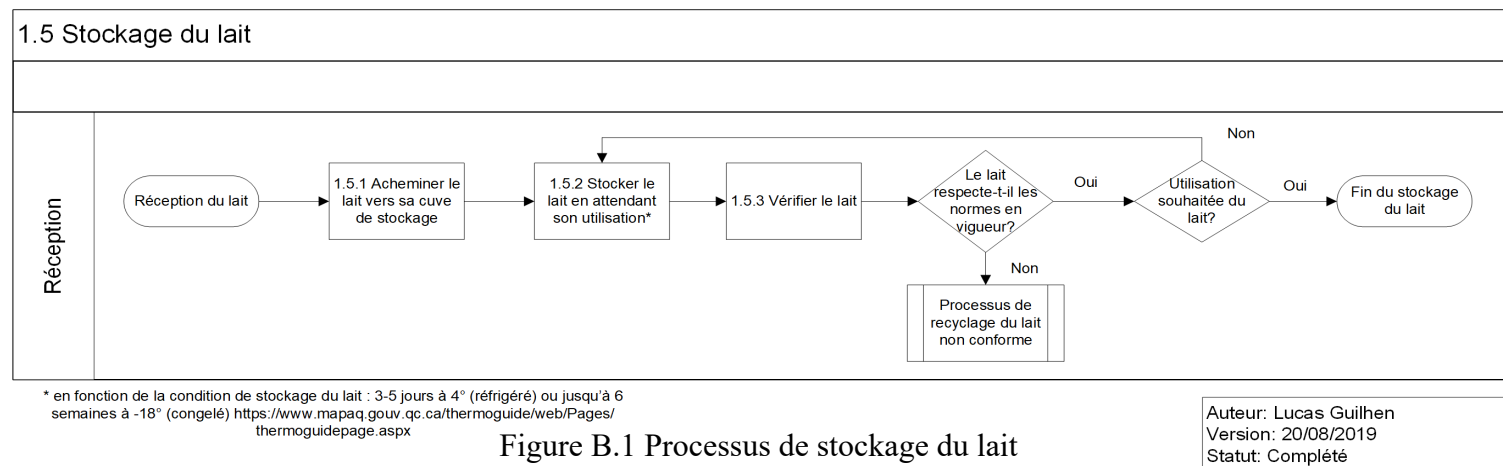 1.5 Stockage du lait
Réception
Réception du lait
1.5.1 Acheminer le
lait vers sa cuve
de stockage
1.5.2 Stocker le
lait en attendant
son utilisation*
1.5.3 Vérifier le lait
Le lait
respecte-t-il les
normes en
vigueur?
Oui
Non
Processus de
recyclage du lait
non conforme
Utilisation
souhaitée du
lait?
Non
Oui
Fin du stockage
du lait
* en fonction de la condition de stockage du lait : 3-5 jours à 4° (réfrigéré) ou jusqu'à 6
semaines à -18° (congelé) https://www.mapaq.gouv.qc.ca/thermoguide/web/Pages/
thermoguidepage.aspx
Figure B.1 Processus de stockage du lait
Auteur: Lucas Guilhen
Version: 20/08/2019
Statut: Complété